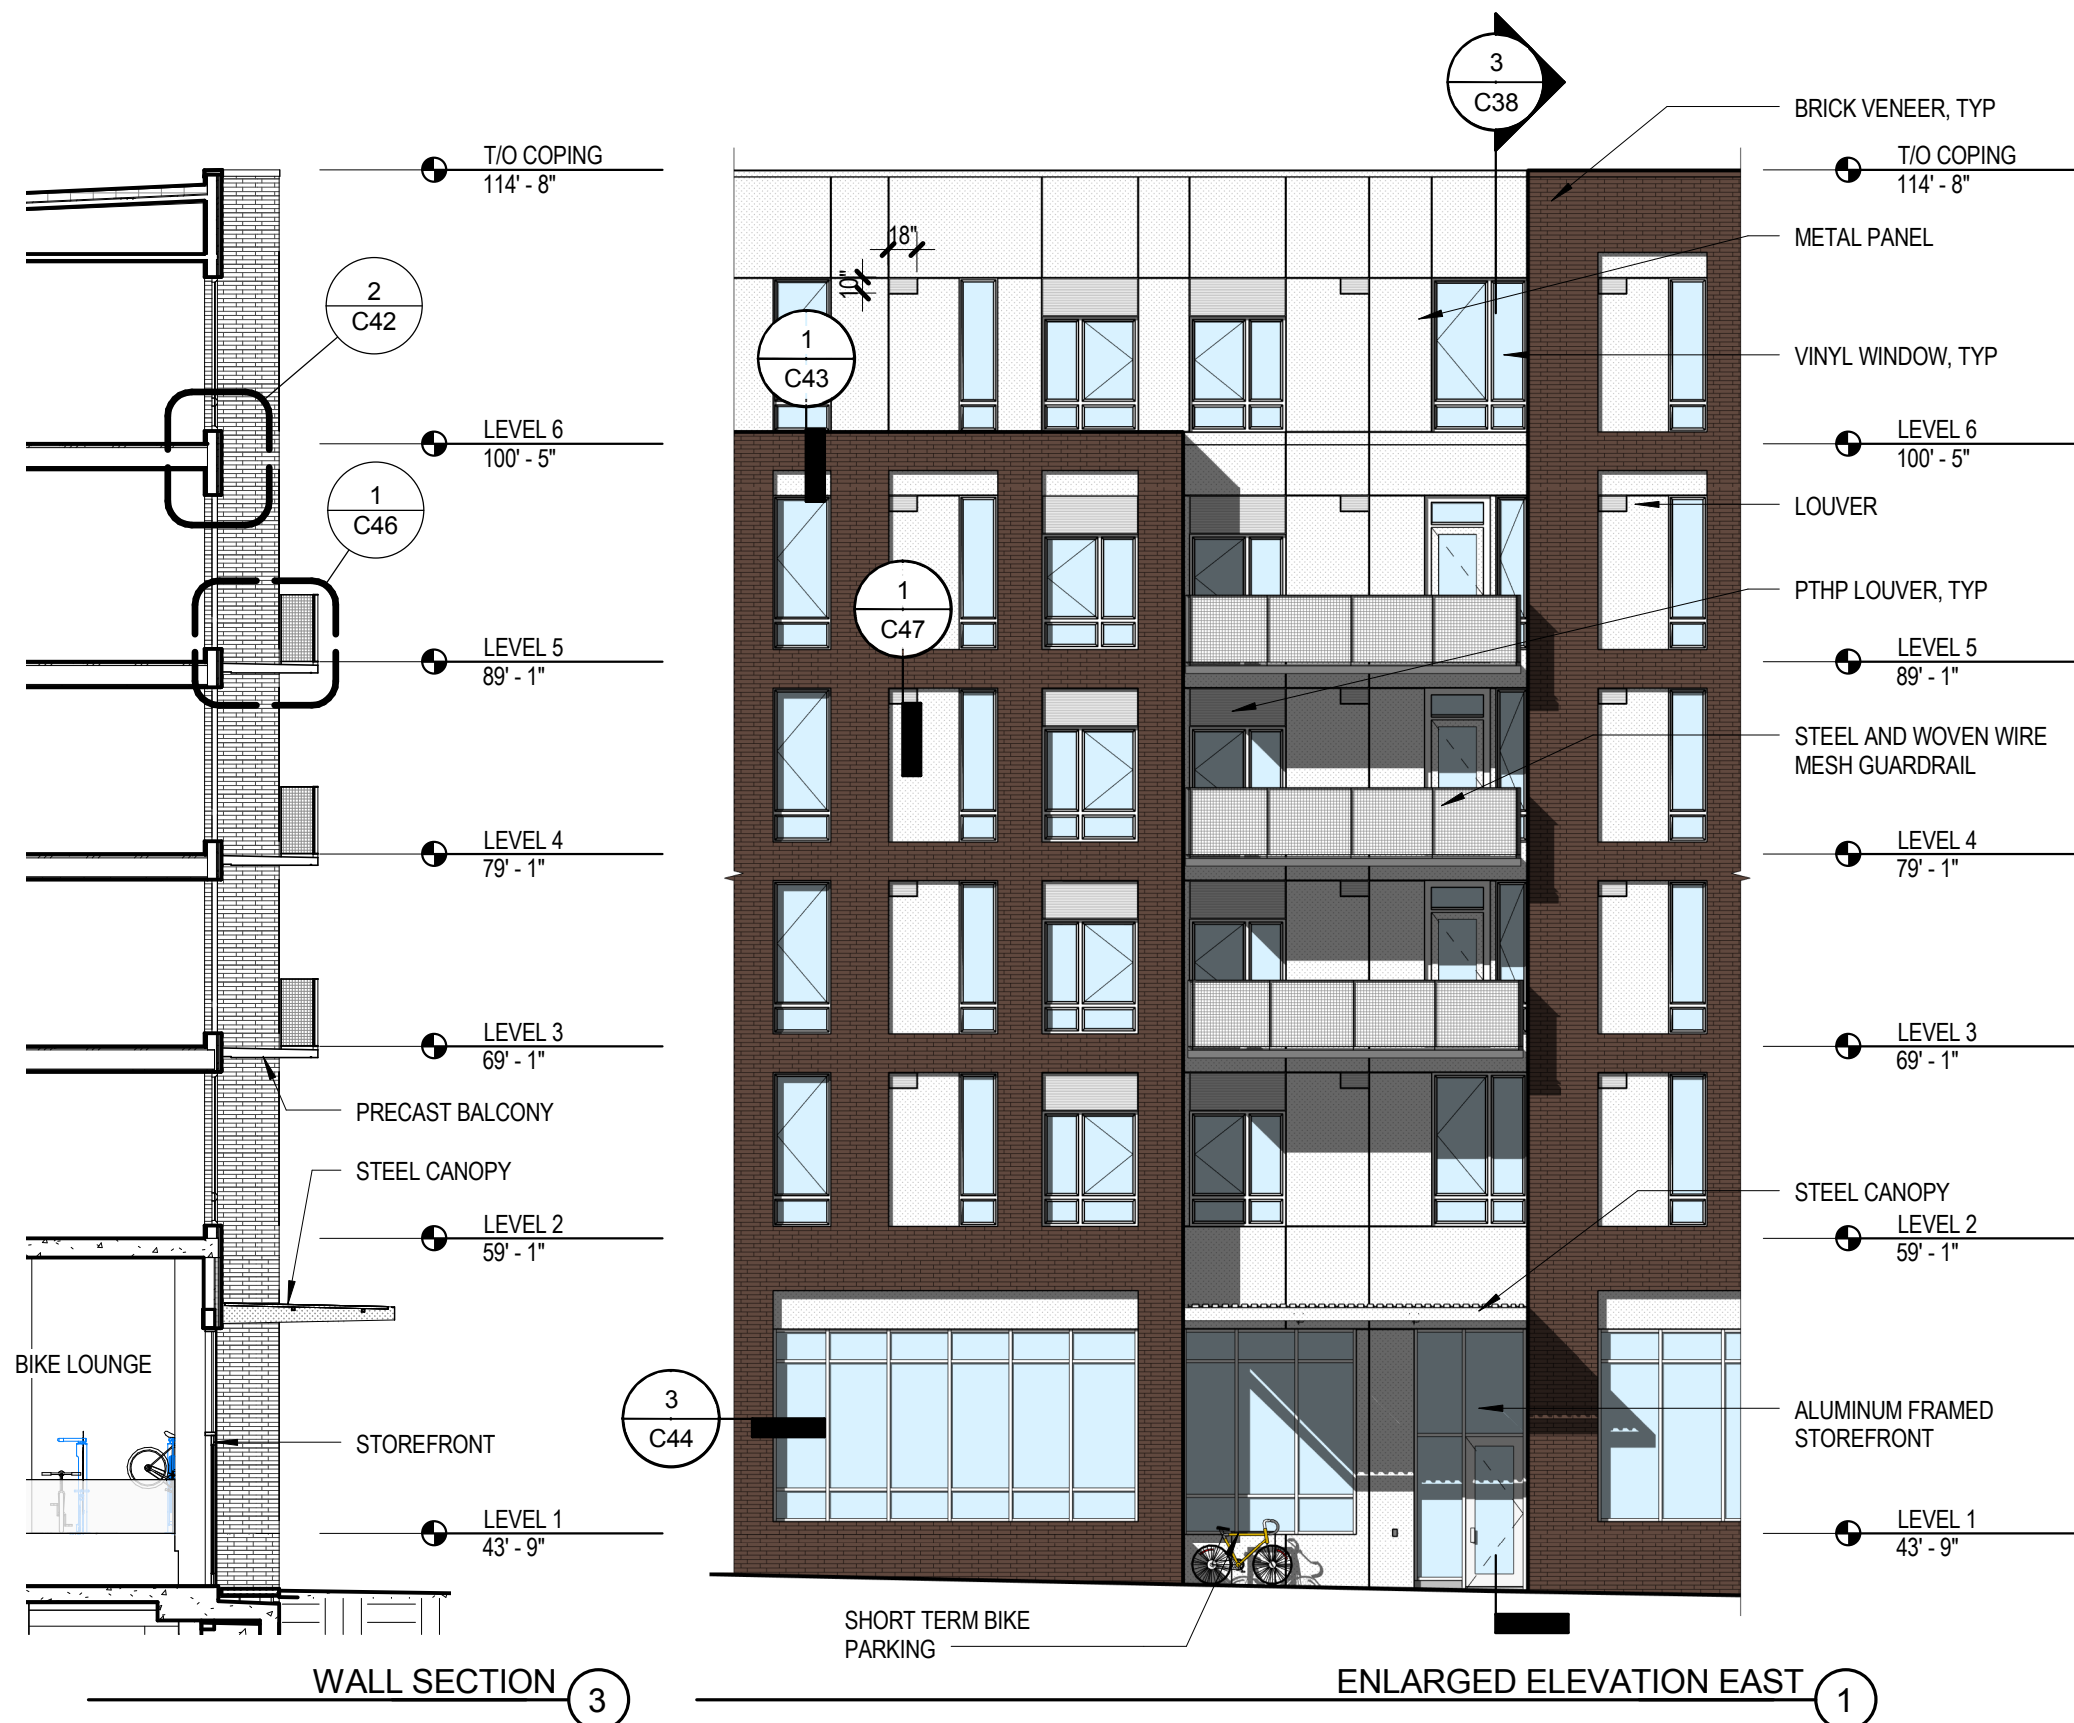 T/O COPING
114' - 8"
2
C42
LEVEL 6
100' - 5"
1
C46
LEVEL 5
89' - 1"
LEVEL 4
79' - 1"
LEVEL 3
69' - 1"
PRECAST BALCONY
STEEL CANOPY
LEVEL 2
59' - 1"
BIKE LOUNGE
STOREFRONT
LEVEL 1
43' - 9"
WALL SECTION
3
3
C38
18"
10"
1
C43
1
C47
3
C44
BRICK VENEER, TYP
T/O COPING
114' - 8"
METAL PANEL
VINYL WINDOW, TYP
LEVEL 6
100' - 5"
LOUVER
PTHP LOUVER, TYP
LEVEL 5
89' - 1"
STEEL AND WOVEN WIRE
MESH GUARDRAIL
LEVEL 4
79' - 1"
LEVEL 3
69' - 1"
STEEL CANOPY
LEVEL 2
59' - 1"
ALUMINUM FRAMED
STOREFRONT
LEVEL 1
43' - 9"
SHORT TERM BIKE
PARKING
ENLARGED ELEVATION EAST
1